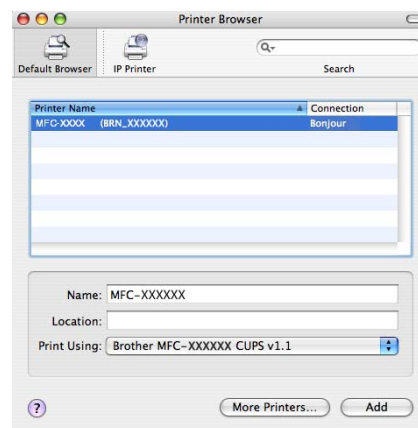 Printer Browser
Default Browser IP Printer Search
Printer Name Connection
MFC-XXXX (BRN_XXXXXX) Bonjour
Name: MFC-XXXXXX
Location:
Print Using: Brother MFC-XXXXXX CUPS v1.1
? More Printers... Add